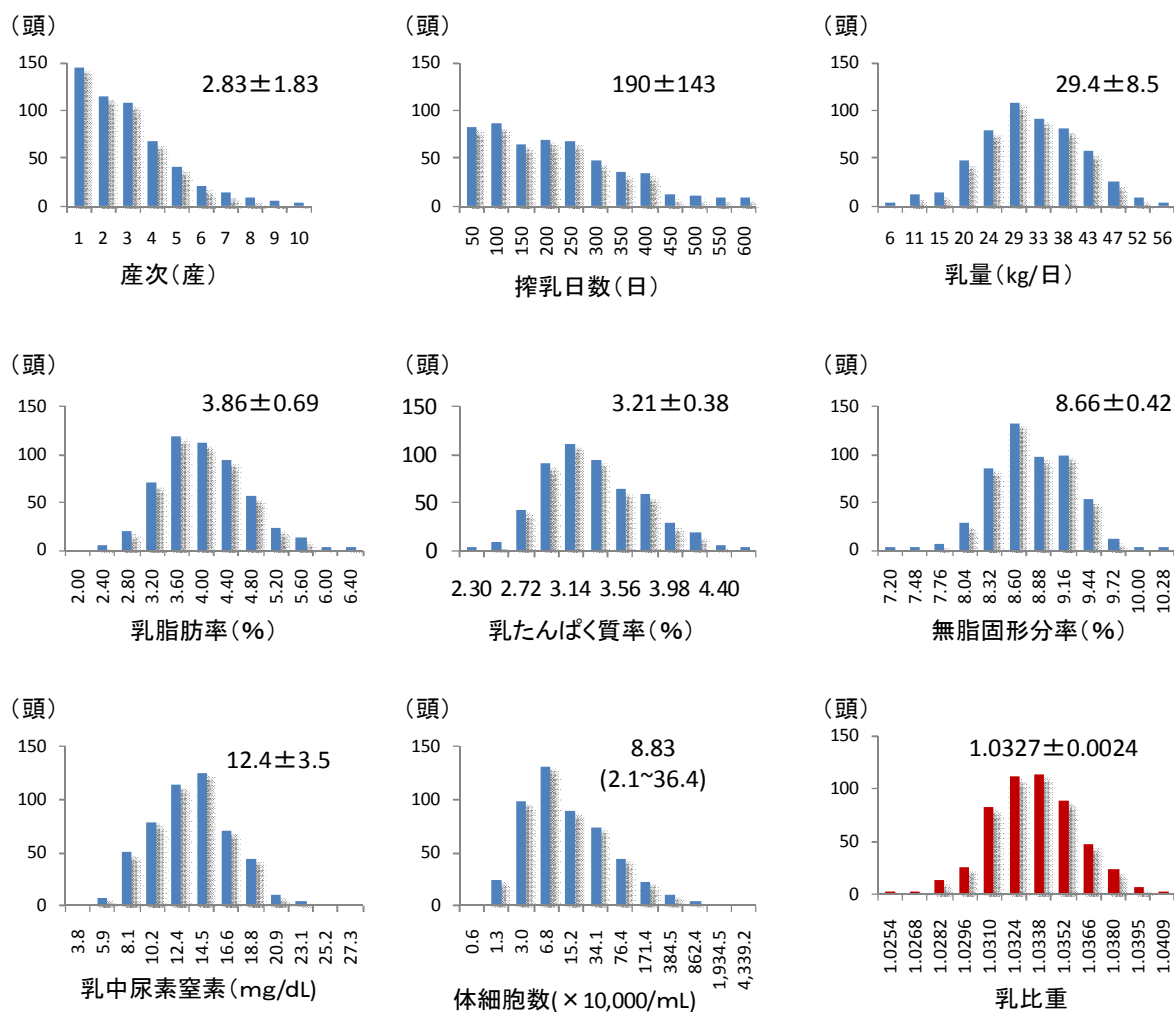 （頭）
150
100
50
0
2.83±1.83
1 2 3 4 5 6 7 8 9 10
産次（産）
（頭）
150
100
50
0
190±143
50 100 150 200 250 300 350 400 450 500 550 600
搾乳日数（日）
（頭）
150
100
50
0
29.4±8.5
6 11 15 20 24 29 33 38 43 47 52 56
乳量（kg/日）
（頭）
150
100
50
0
3.86±0.69
2.00 2.40 2.80 3.20 3.60 4.00 4.40 4.80 5.20 5.60 6.00 6.40
乳脂肪率（%）
（頭）
150
100
50
0
3.21±0.38
2.30 2.72 3.14 3.56 3.98 4.40
乳たんぱく質率（%）
（頭）
150
100
50
0
8.66±0.42
7.20 7.48 7.76 8.04 8.32 8.60 8.88 9.16 9.44 9.72 10.00 10.28
無脂固形分率（%）
（頭）
150
100
50
0
12.4±3.5
3.8 5.9 8.1 10.2 12.4 14.5 16.6 18.8 20.9 23.1 25.2 27.3
乳中尿素窒素（mg/dL)
（頭）
150
100
50
0
8.83
(2.1~36.4)
0.6 1.3 3.0 6.8 15.2 34.1 76.4 171.4 384.5 862.4 1,934.5 4,339.2
体細胞数(×10,000/mL)
（頭）
150
100
50
0
1.0327±0.0024
1.0254 1.0268 1.0282 1.0296 1.0310 1.0324 1.0338 1.0352 1.0366 1.0380 1.0395 1.0409
乳比重